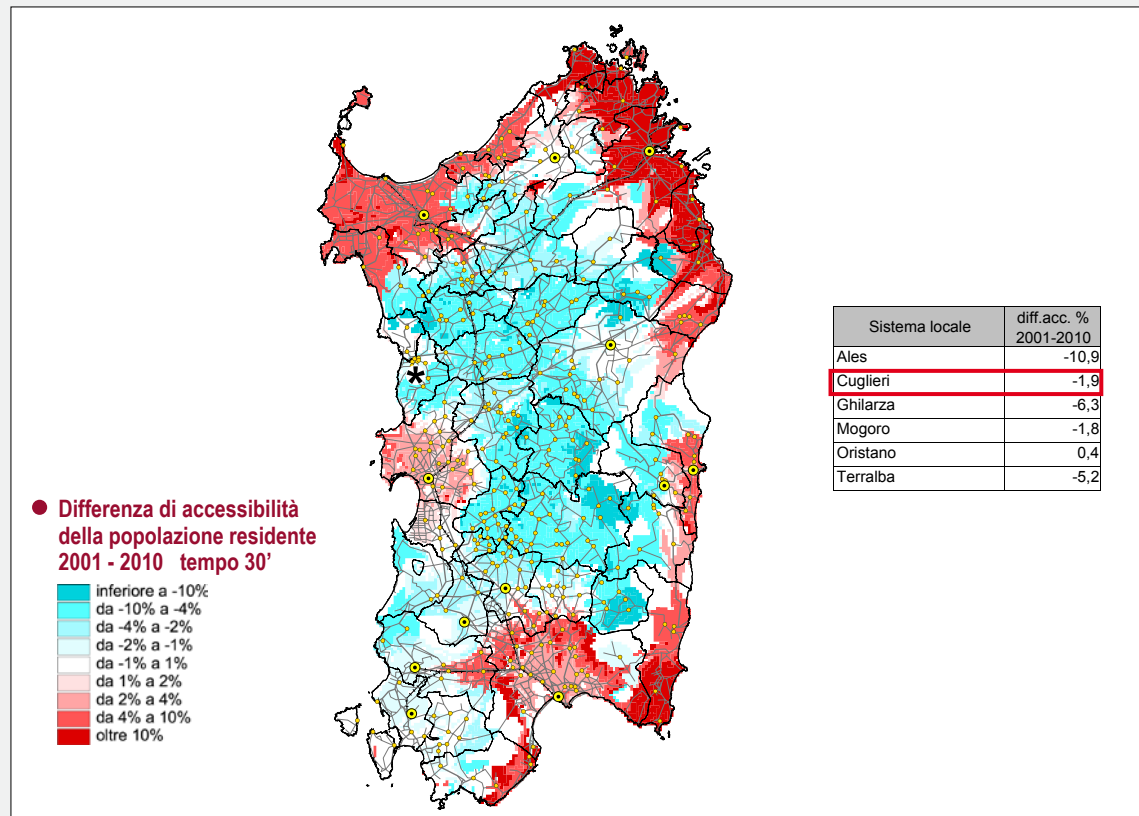 Sistema locale diff.acc. % 2001-2010
Ales -10,9
Cuglieri -1,9
Ghilarza -6,3
Mogoro -1,8
Oristano 0,4
Terralba -5,2
*
● Differenza di accessibilità
della popolazione residente
2001 - 2010 tempo 30'
inferiore a -10%
da -10% a -4%
da -4% a -2%
da -2% a -1%
da -1% a 1%
da 1% a 2%
da 2% a 4%
da 4% a 10%
oltre 10%